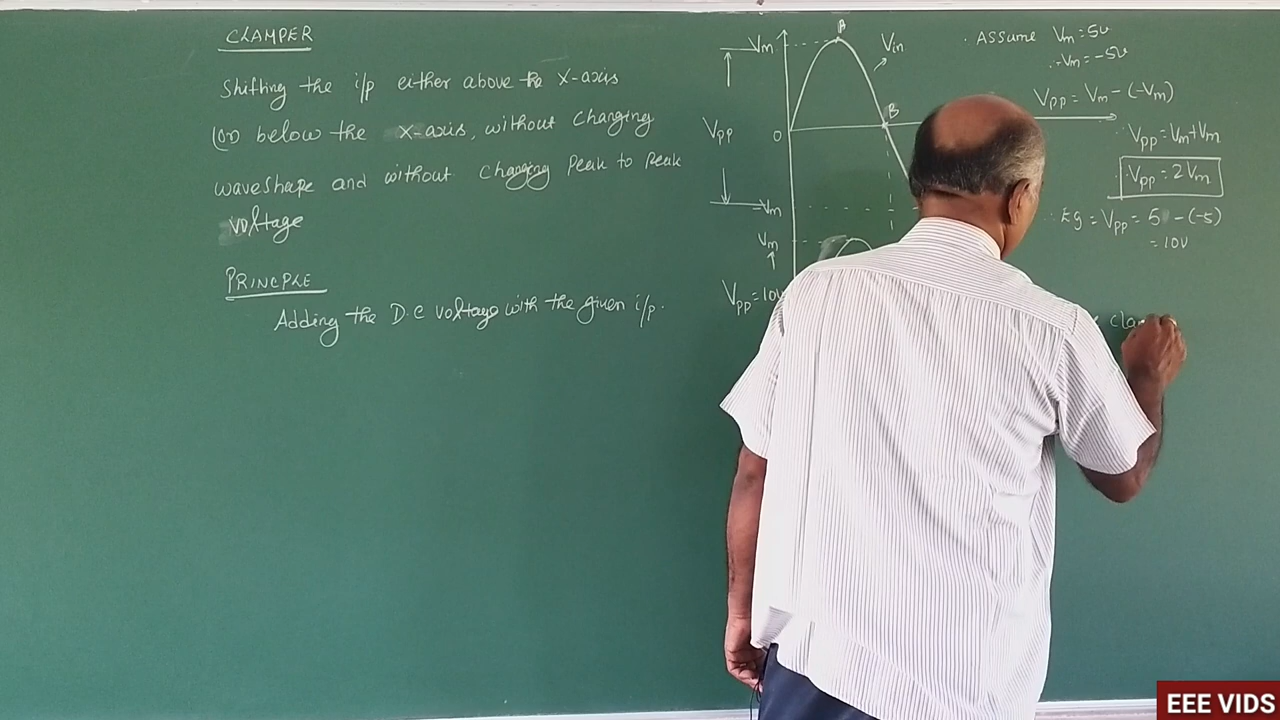 CLAMPER
Shifting the i/p either above the X-axis
(or) below the X-axis, without changing
waveshape and without changing Peak to Peak
voltage
PRINCPLE
Adding the D.C voltage with the given i/p.
Vm
A
Vin
B
0
VPP
-Vm
Vm
VPP = 10V
. ASSUME Vm = 5V
∴ -Vm = -5V
VPP = Vm - (-Vm)
∴ VPP = Vm + Vm
∴ VPP = 2Vm
∴ Eg = VPP = 5 - (-5)
= 10V
cla
EEE VIDS